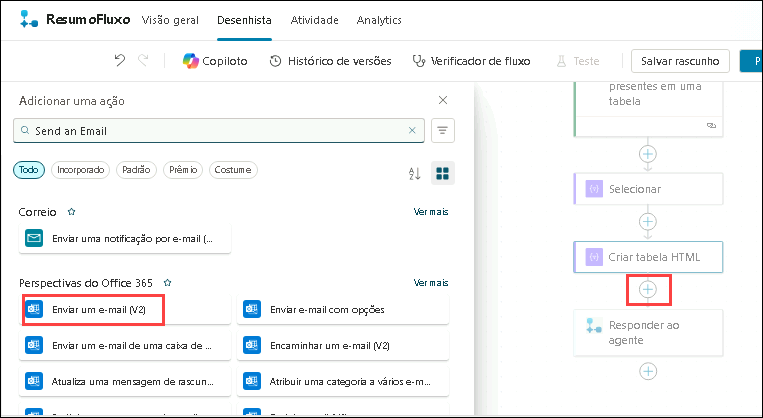 ResumoFluxo Visão geral Desenhista Atividade Analytics
Copiloto Histórico de versões Verificador de fluxo Teste Salvar rascunho P
Adicionar uma ação
Send an Email
Todo Incorporado Padrão Prêmio Costume
Correio Ver mais
Enviar uma notificação por e-mail (...
Perspectivas do Office 365 Ver mais
Enviar um e-mail (V2) Enviar e-mail com opções
Enviar um e-mail de uma caixa de ... Encaminhar um e-mail (V2)
Atualiza uma mensagem de rascun... Atribuir uma categoria a vários e-m...
presentes em uma
tabela
Selecionar
Criar tabela HTML
Responder ao
agente